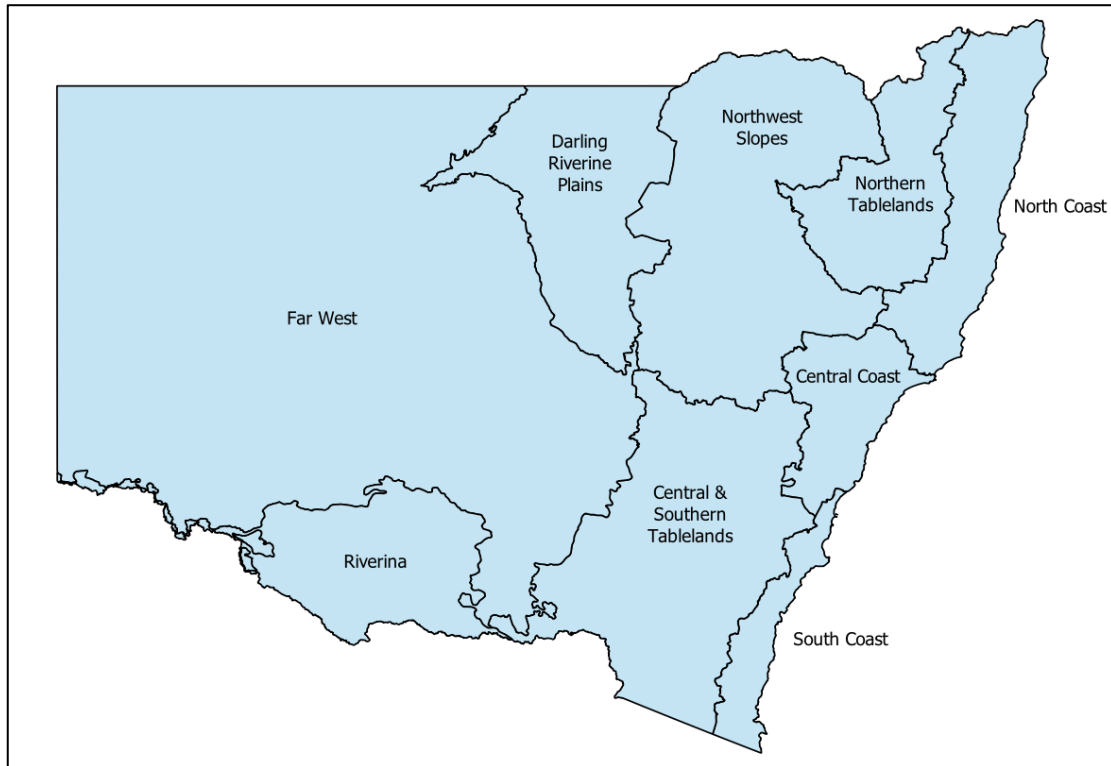 Northwest
Slopes
Darling
Riverine
Plains
Northern
Tablelands
North Coast
Far West
Central Coast
Central &
Southern
Tablelands
Riverina
South Coast